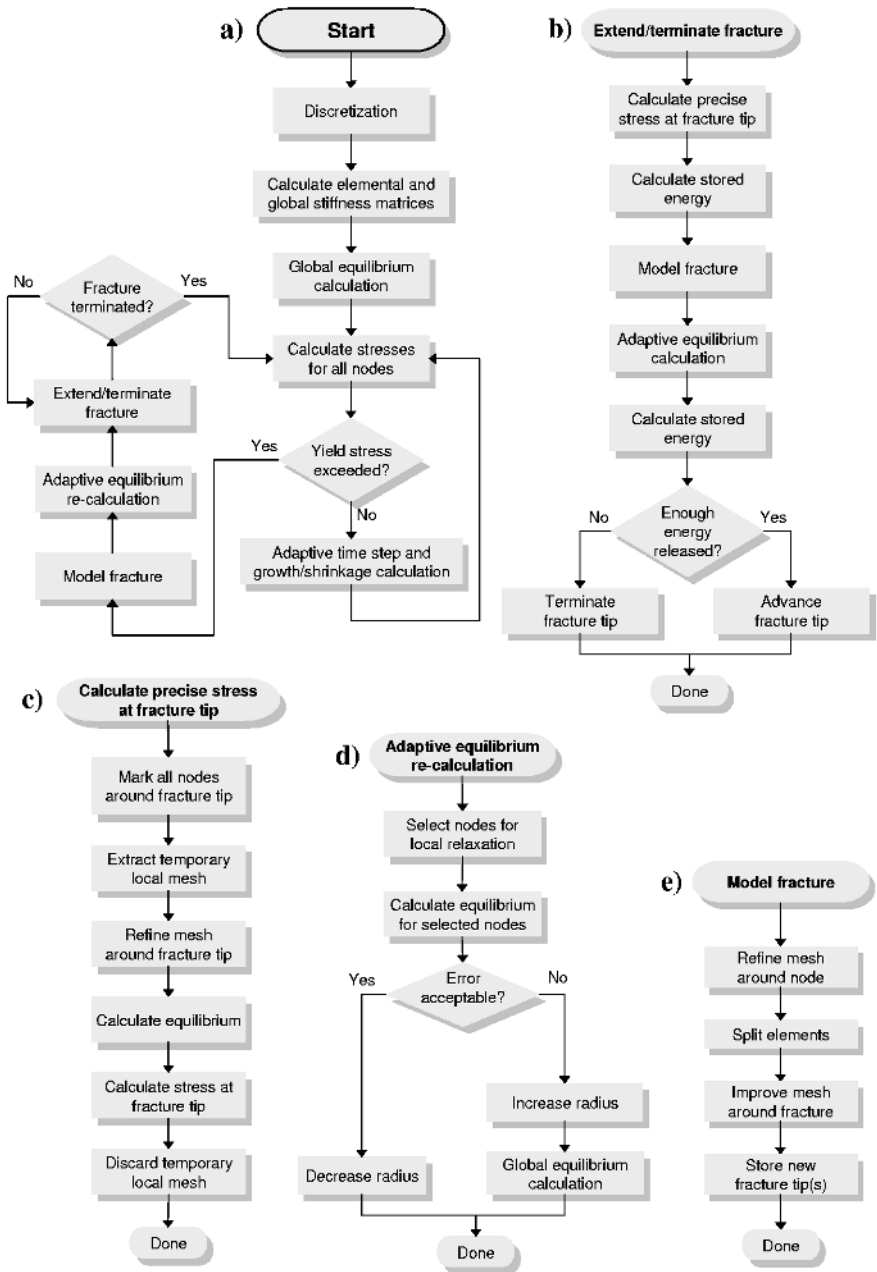 a)
Start
Discretization
Calculate elemental and
global stiffness matrices
Global equilibrium
calculation
Calculate stresses
for all nodes
Yield stress
exceeded?
Yes
No
Adaptive time step and
growth/shrinkage calculation
Model fracture
Adaptive equilibrium
re-calculation
Extend/terminate
fracture
Fracture
terminated?
No
Yes
b)
Extend/terminate fracture
Calculate precise
stress at fracture tip
Calculate stored
energy
Model fracture
Adaptive equilibrium
calculation
Calculate stored
energy
Enough
energy
released?
No
Yes
Terminate
fracture tip
Advance
fracture tip
Done
c)
Calculate precise stress
at fracture tip
Mark all nodes
around fracture tip
Extract temporary
local mesh
Refine mesh
around fracture tip
Calculate equilibrium
Calculate stress at
fracture tip
Discard temporary
local mesh
Done
d)
Adaptive equilibrium
re-calculation
Select nodes for
local relaxation
Calculate equilibrium
for selected nodes
Error
acceptable?
Yes
No
Increase radius
Decrease radius
Global equilibrium
calculation
Done
e)
Model fracture
Refine mesh
around node
Split elements
Improve mesh
around fracture
Store new
fracture tip(s)
Done